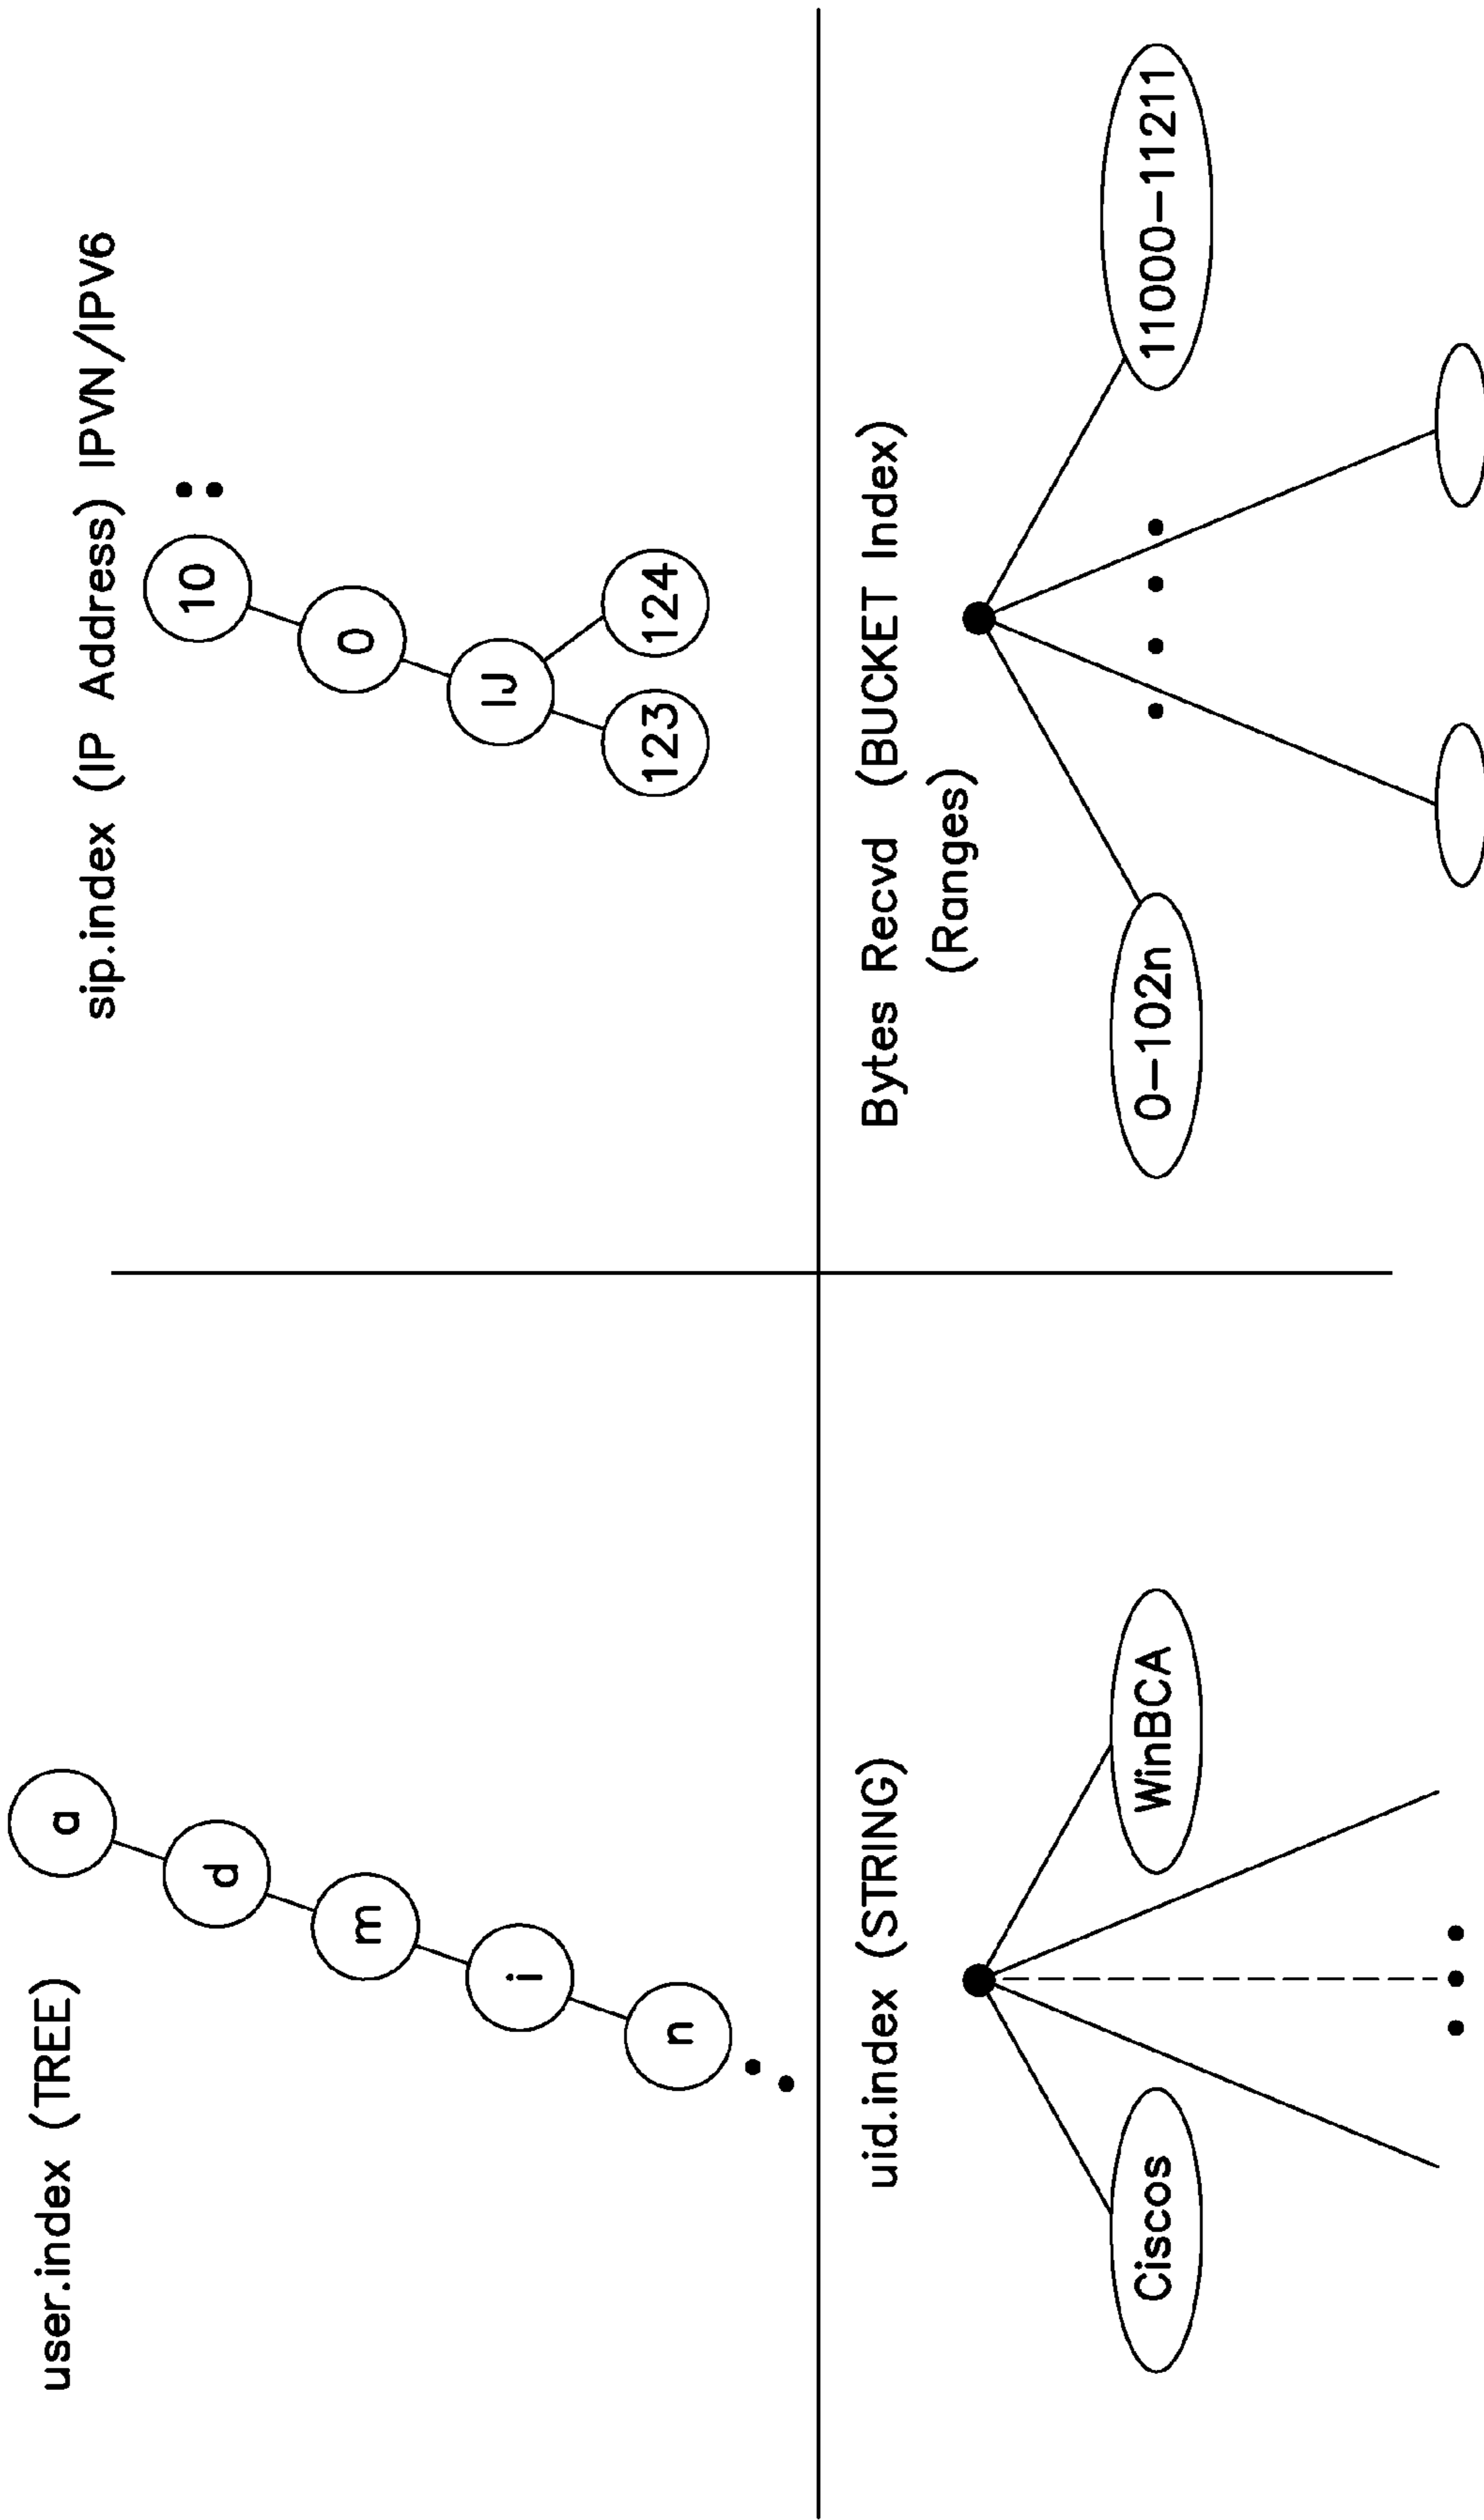 user.index (TREE)
a
d
m
i
n
sip.index (IP Address) IPVN/IPV6
10
0
IU
123 124
uid.index (STRING)
Ciscos WinBCA
Bytes Recvd (BUCKET Index)
(Ranges)
0-102n 11000-11211